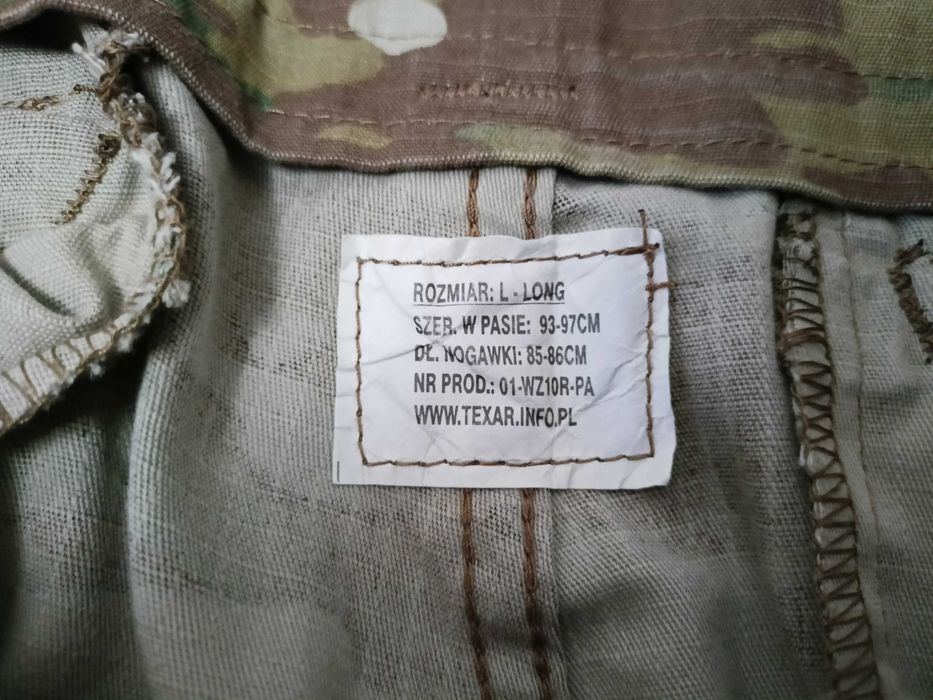 ROZMIAR: L - LONG
SZER. W PASIE: 93-97CM
DŁ. NOGAWKI: 85-86CM
NR PROD.: 01-WZ10R-PA
WWW.TEXAR.INFO.PL